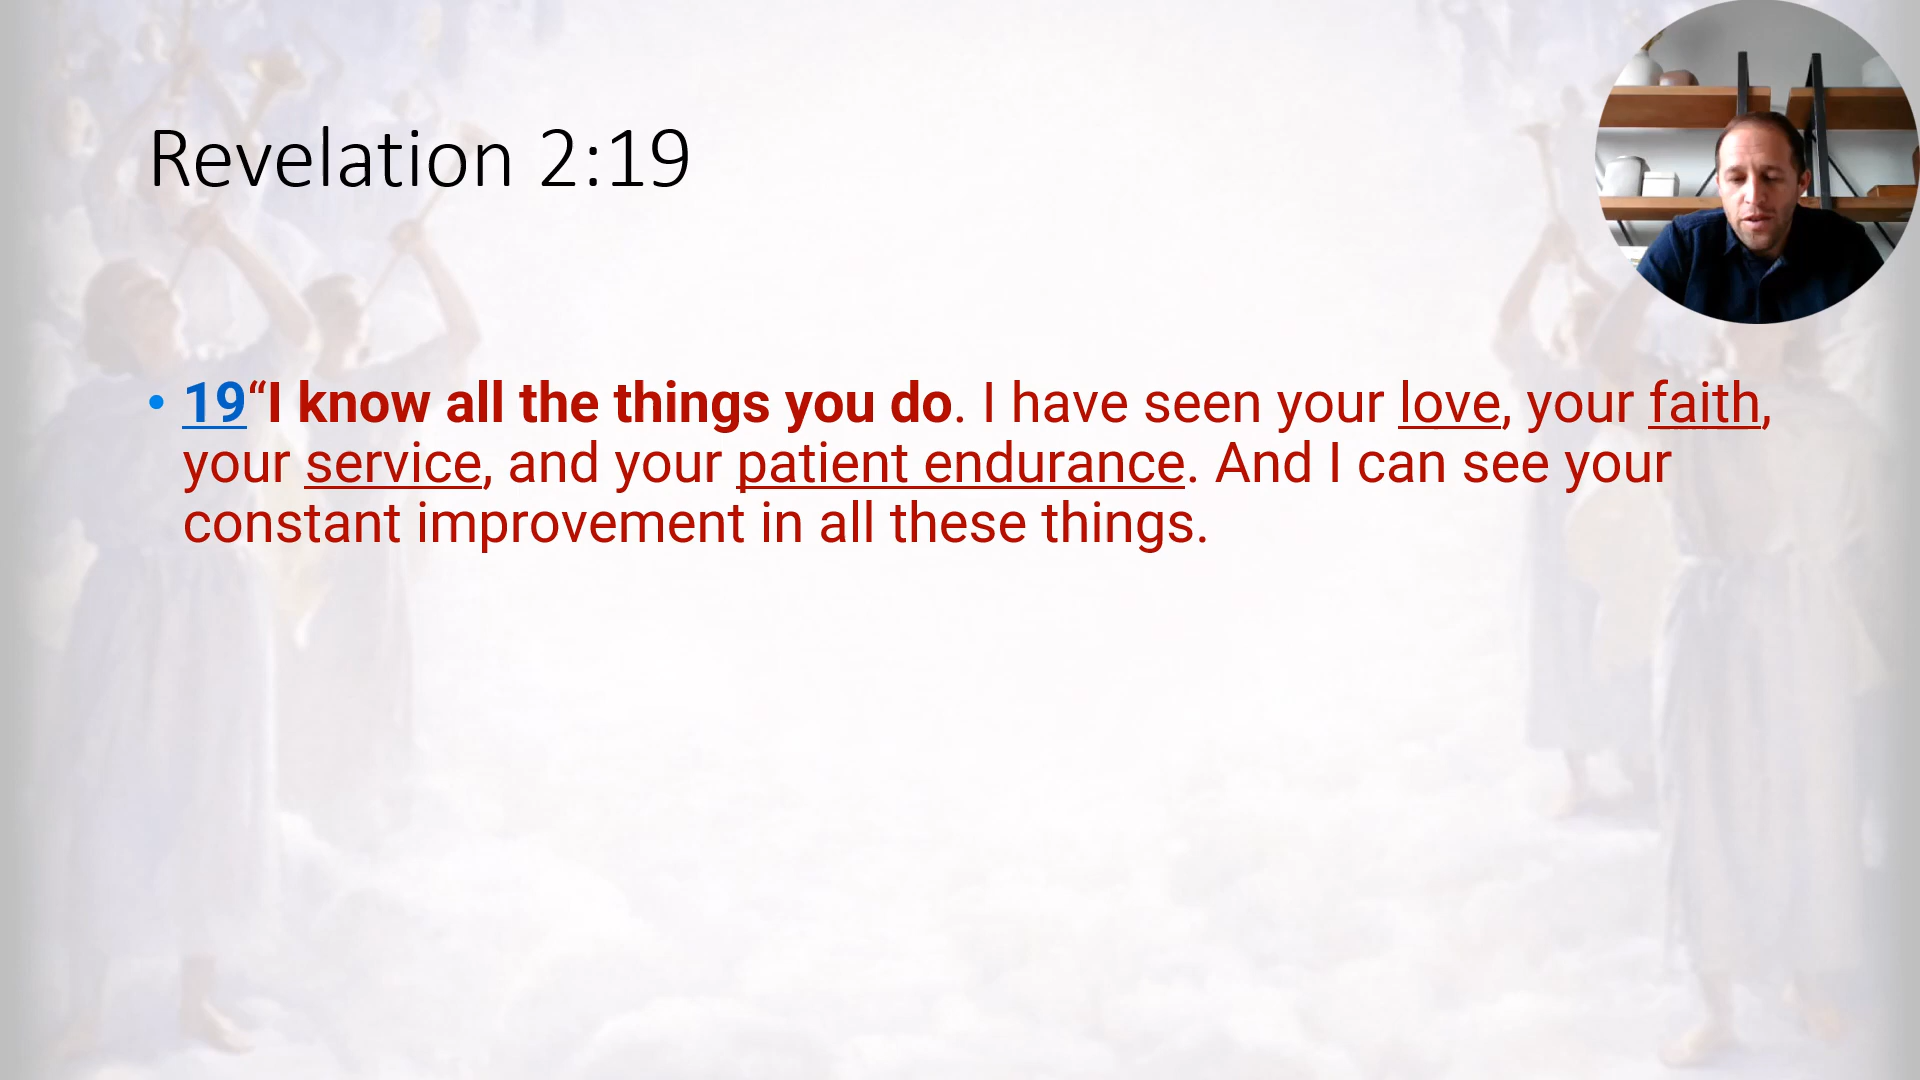 Revelation 2:19
• 19“I know all the things you do. I have seen your love, your faith,
your service, and your patient endurance. And I can see your
constant improvement in all these things.